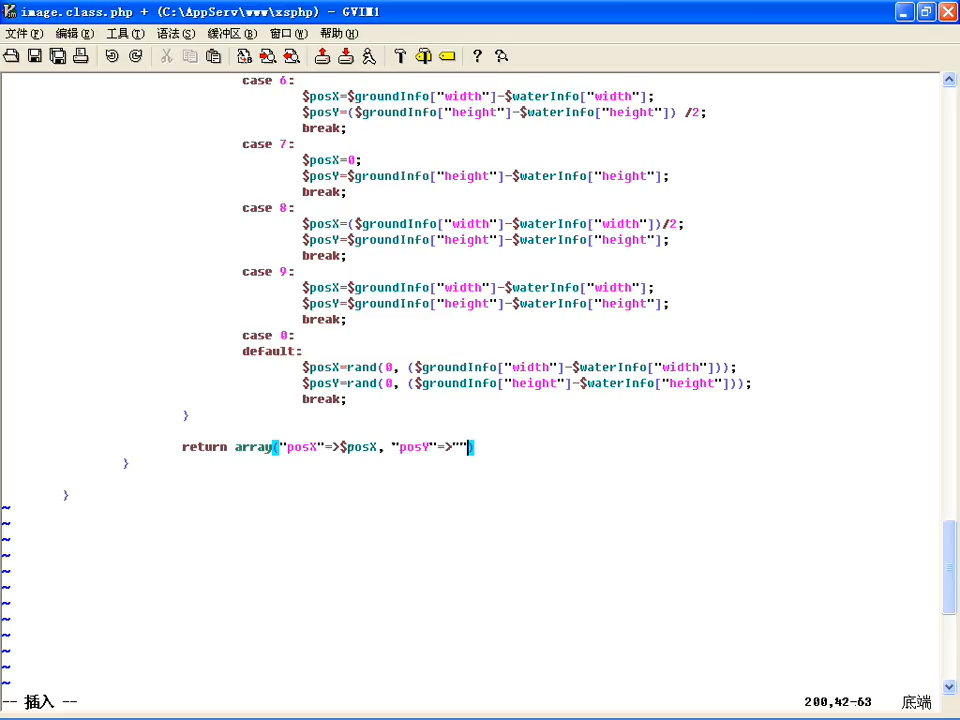 image.class.php + (C:\AppServ\www\xsphp) - GVIM1
文件(F) 编辑(E) 工具(T) 语法(S) 缓冲区(B) 窗口(W) 帮助(H)
case 6:
$posX=$groundInfo["width"]-$waterInfo["width"];
$posY=($groundInfo["height"]-$waterInfo["height"]) /2;
break;
case 7:
$posX=0;
$posY=$groundInfo["height"]-$waterInfo["height"];
break;
case 8:
$posX=($groundInfo["width"]-$waterInfo["width"])/2;
$posY=$groundInfo["height"]-$waterInfo["height"];
break;
case 9:
$posX=$groundInfo["width"]-$waterInfo["width"];
$posY=$groundInfo["height"]-$waterInfo["height"];
break;
case 0:
default:
$posX=rand(0, ($groundInfo["width"]-$waterInfo["width"]));
$posY=rand(0, ($groundInfo["height"]-$waterInfo["height"]));
break;
}
return array("posX"=>$posX, "posY"=>"")
}
}
~
~
~
~
~
~
~
~
~
~
~
~
-- 插入 -- 200,42-63 底端